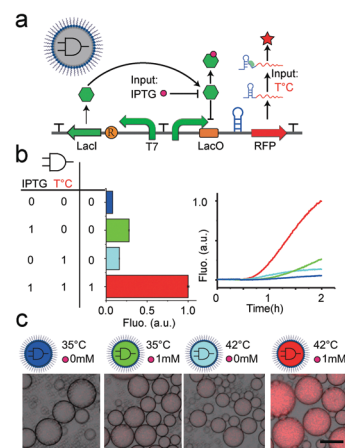 a
Input:
IPTG
Input:
T°C
LacI
R
T7
LacO
RFP
b
IPTG T°C
0 0 0
1 0 0
0 1 0
1 1 1
0.0 0.5 1.0
Fluo. (a.u.)
Fluo. (a.u.)
1.0
0.0
0 1 2
Time(h)
c
35°C
0mM
35°C
1mM
42°C
0mM
42°C
1mM